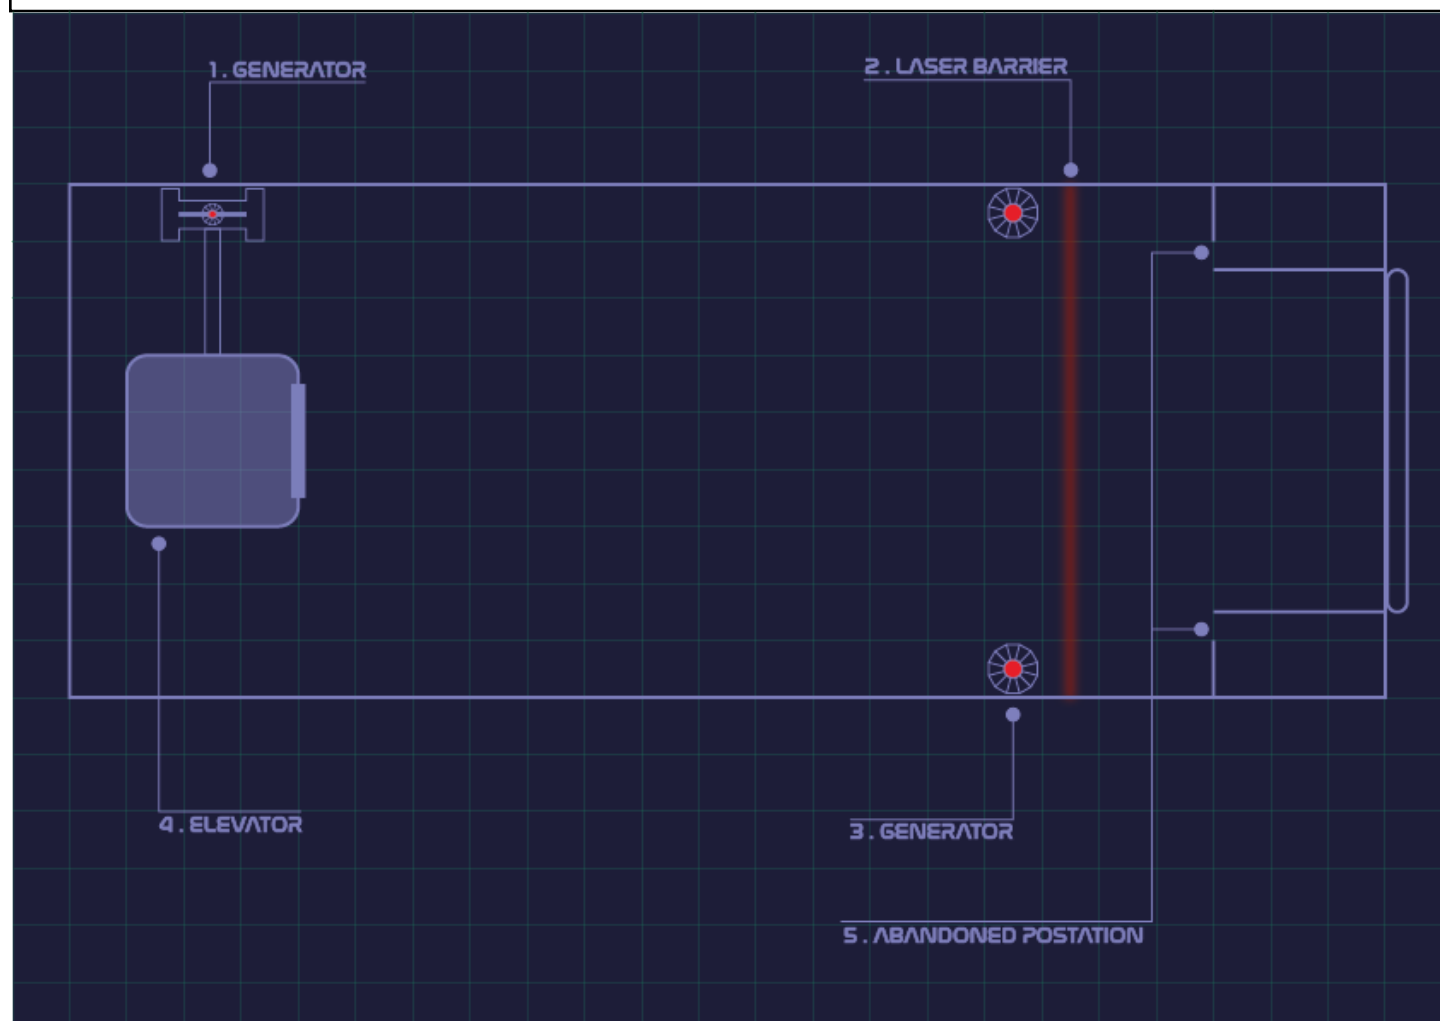 1. GENERATOR
2. LASER BARRIER
4. ELEVATOR
3. GENERATOR
5. ABANDONED POSTATION